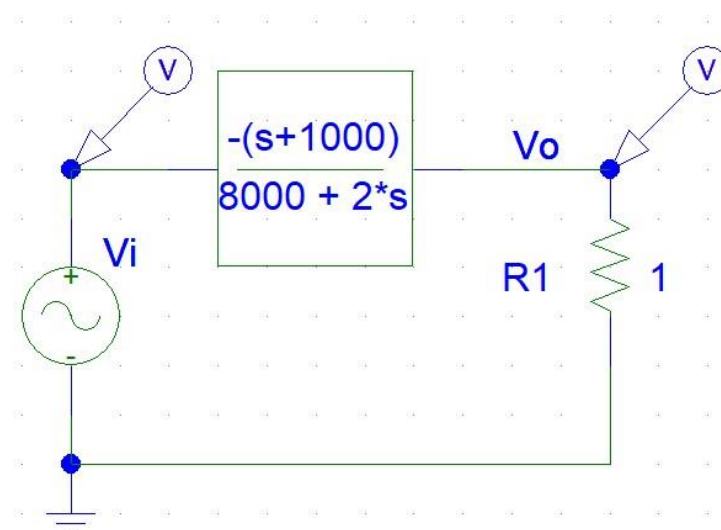 V
V
-(s+1000)
8000 + 2*s
Vo
Vi
+
-
R1
1